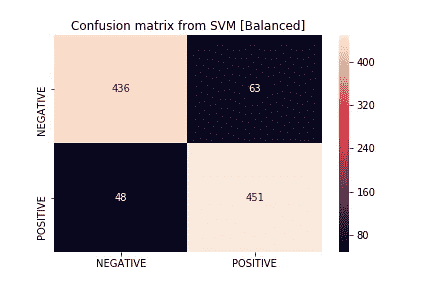 Confusion matrix from SVM [Balanced]
NEGATIVE
436
63
POSITIVE
48
451
NEGATIVE
POSITIVE
400
320
240
160
80